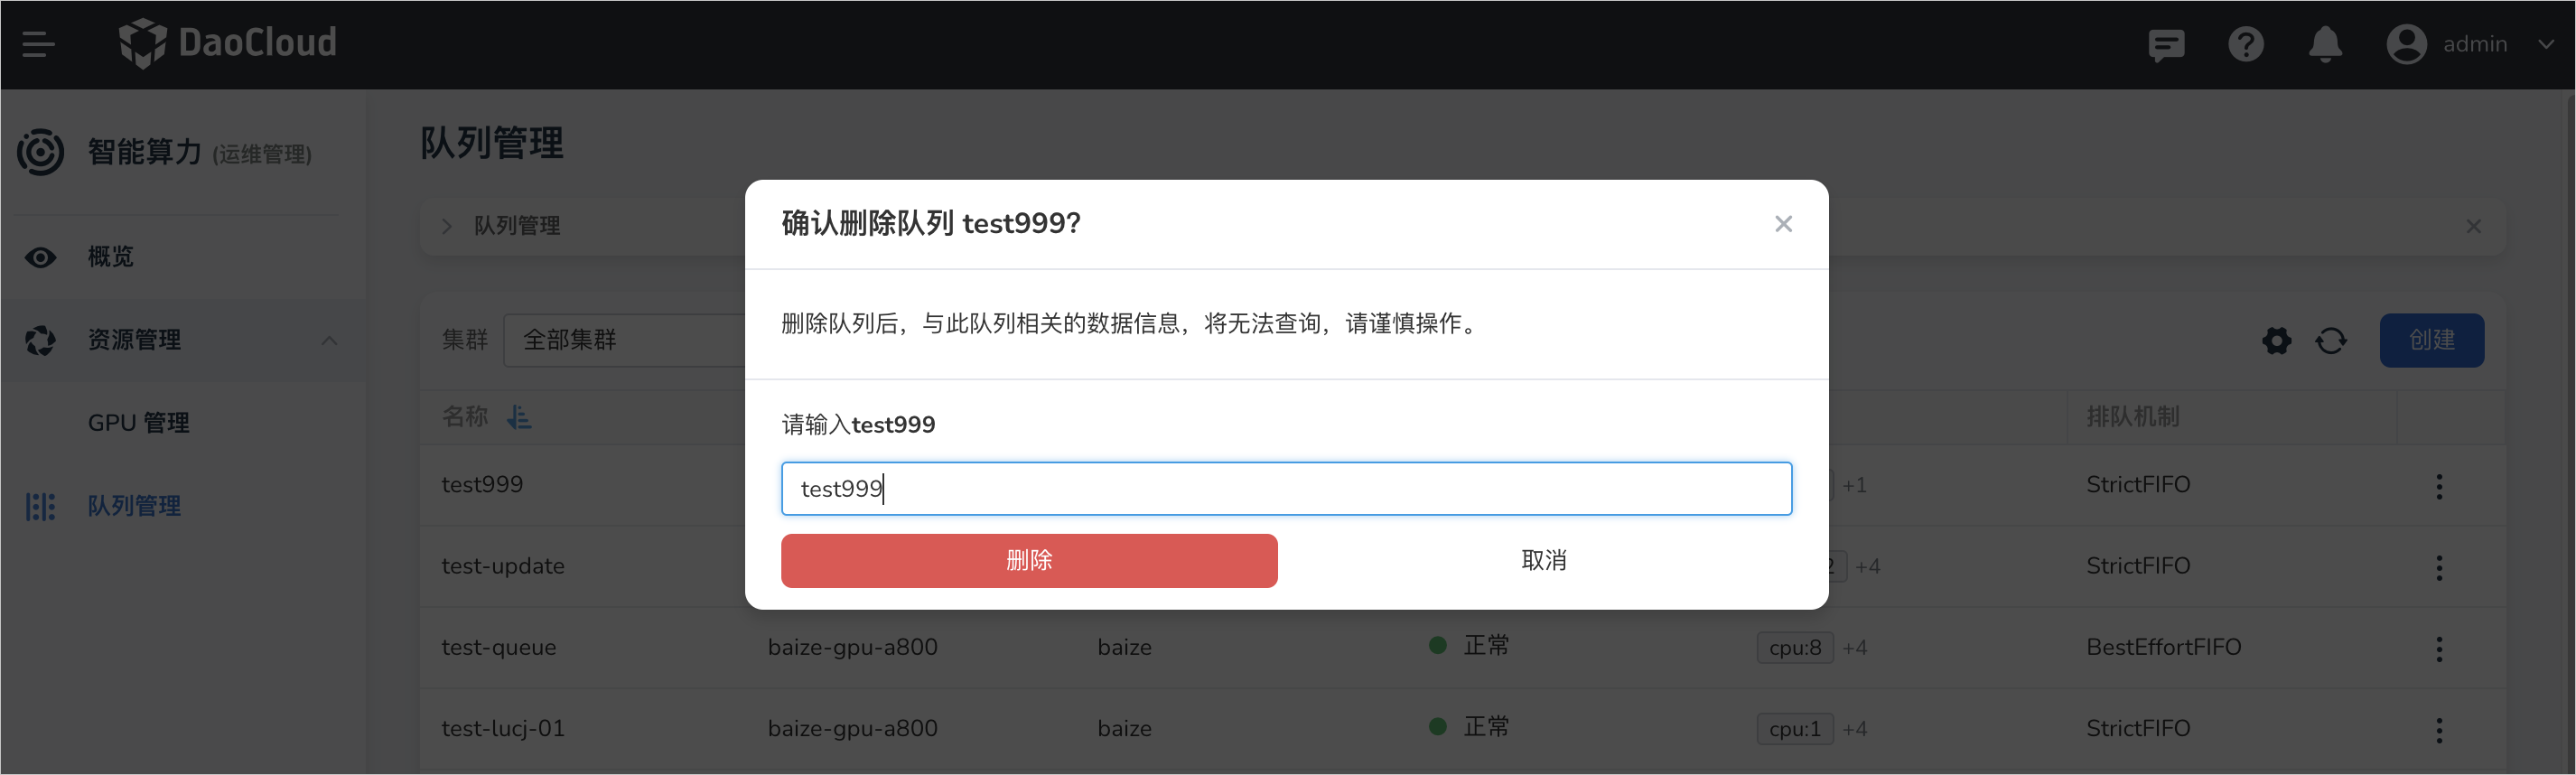 DaoCloud
admin
智能算力 (运维管理)
概览
资源管理
GPU 管理
队列管理
队列管理
队列管理
集群 全部集群
创建
名称 排队机制
test999 +1 StrictFIFO
test-update 2 +4 StrictFIFO
test-queue baize-gpu-a800 baize 正常 cpu:8 +4 BestEffortFIFO
test-lucj-01 baize-gpu-a800 baize 正常 cpu:1 +4 StrictFIFO
确认删除队列 test999?
删除队列后，与此队列相关的数据信息，将无法查询，请谨慎操作。
请输入test999
test999
删除 取消